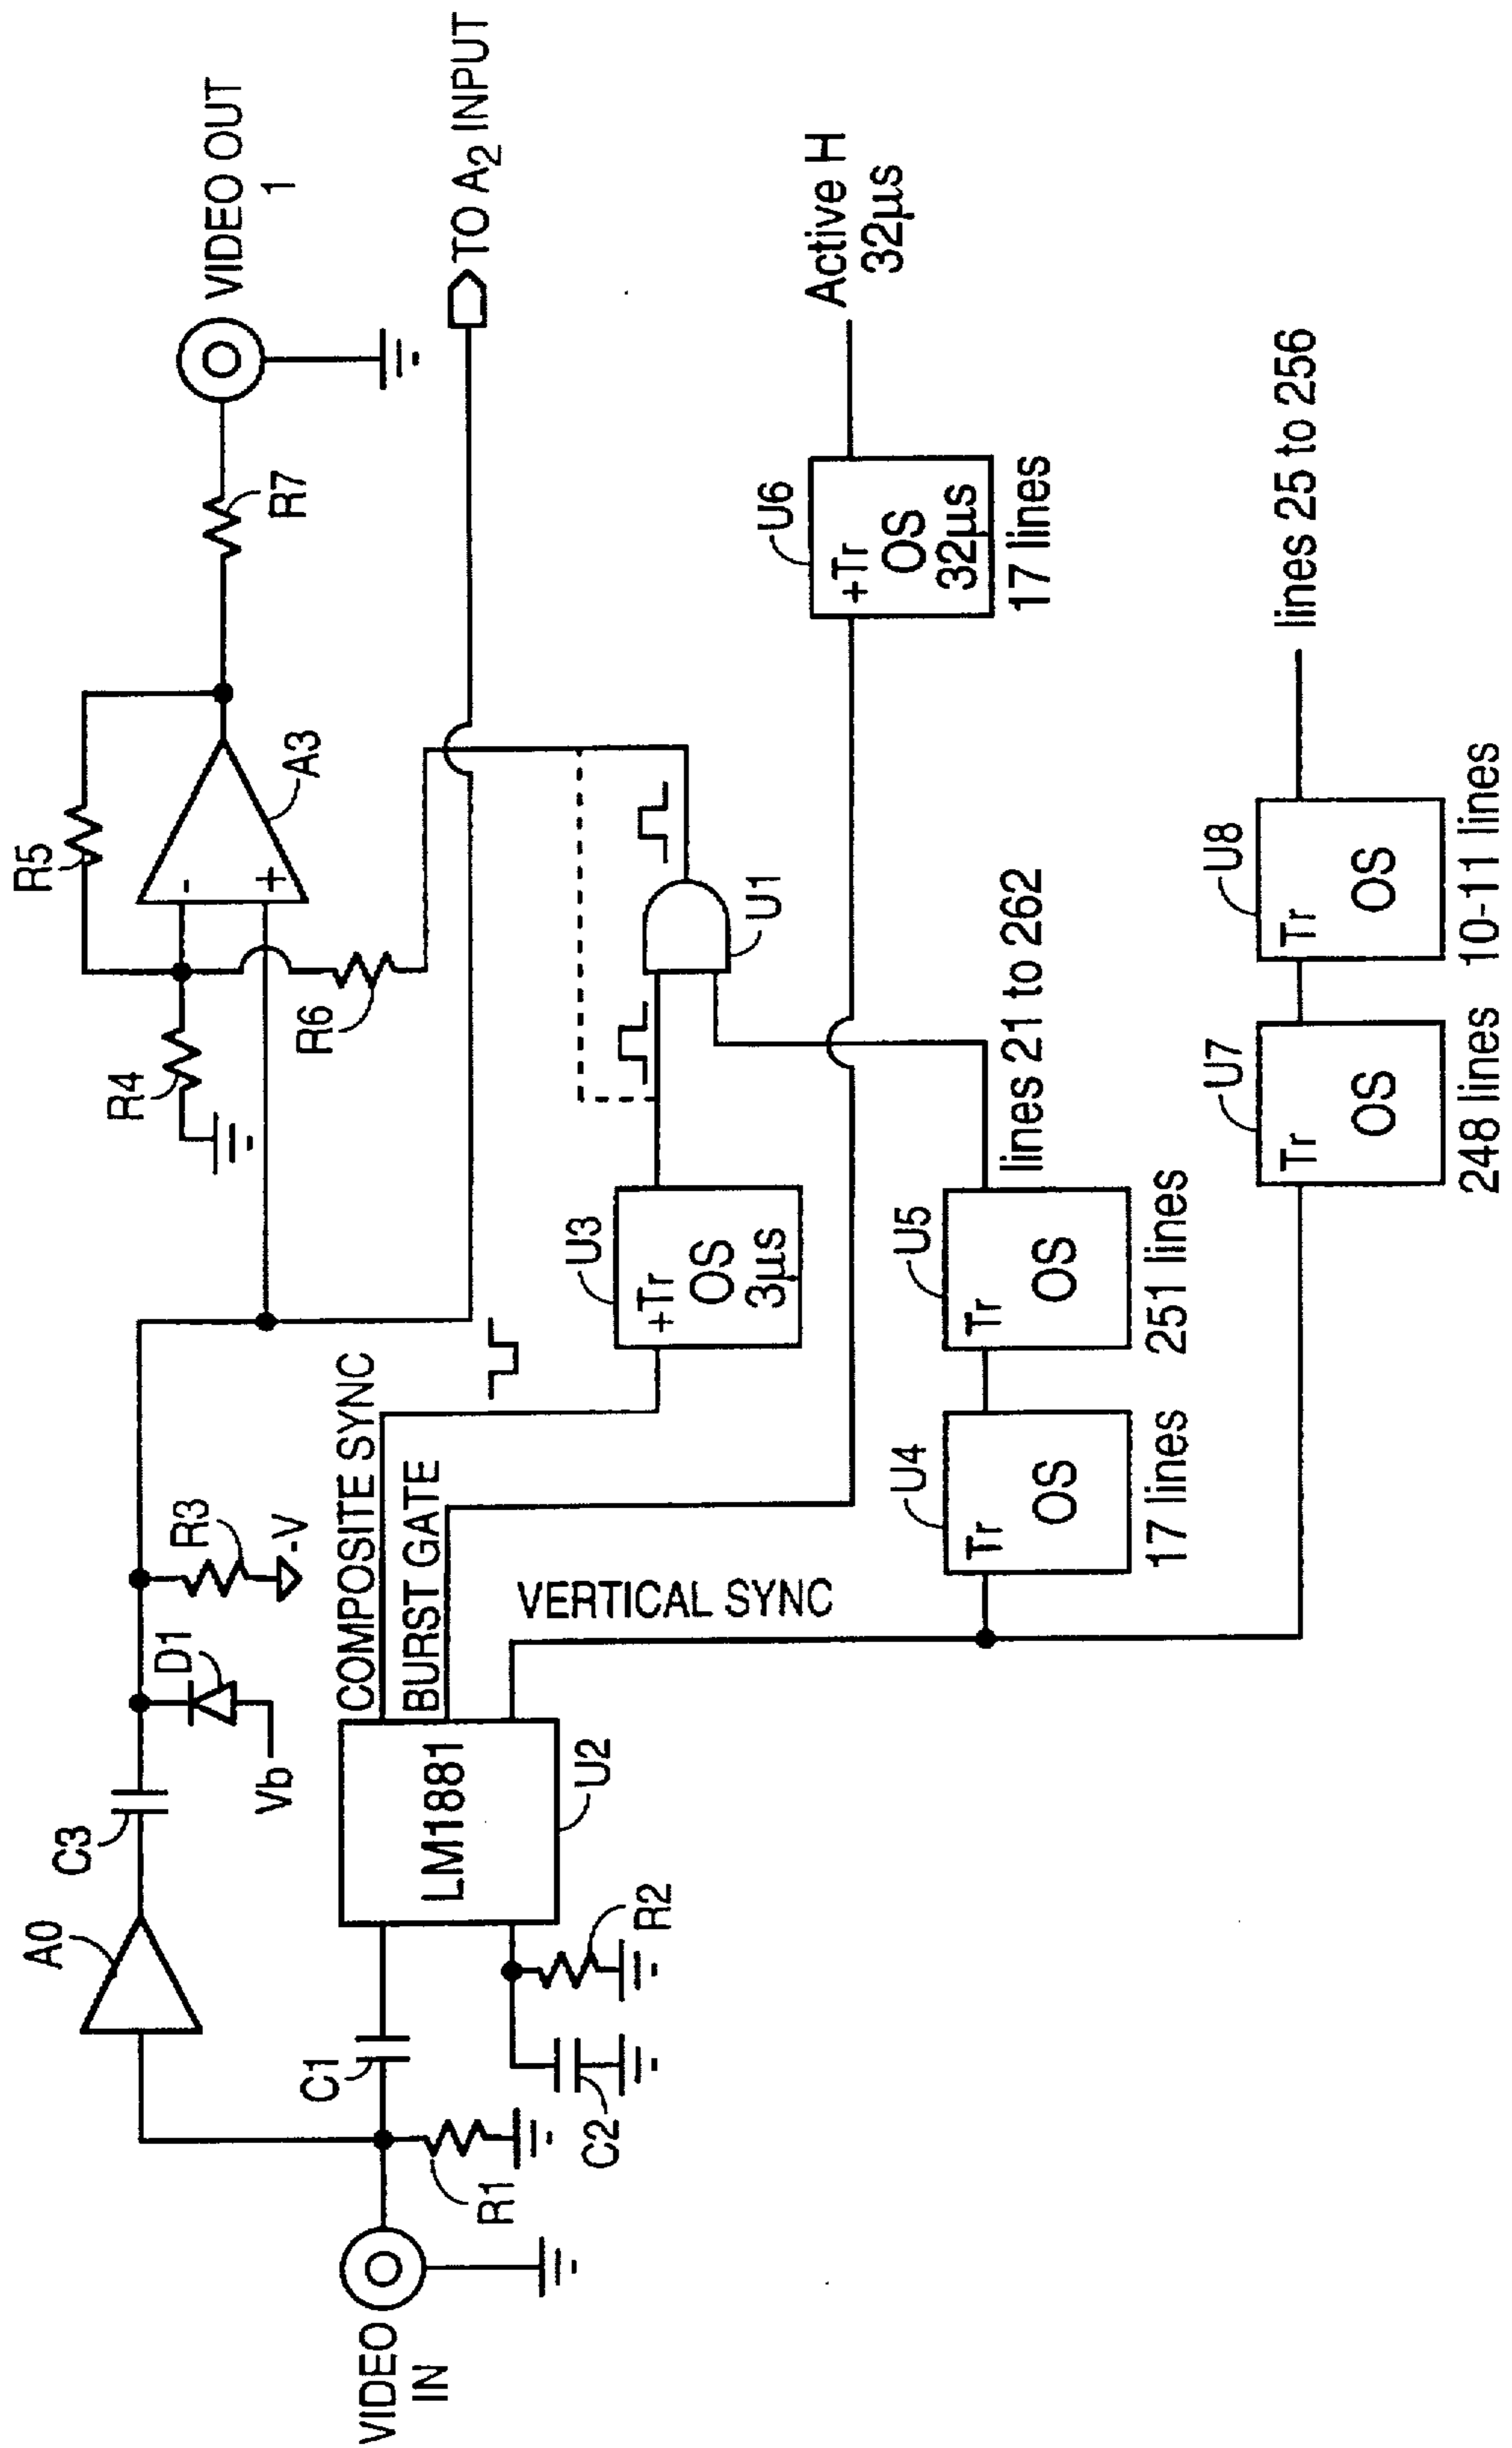 R5
A3
VIDEO OUT
1
-
+
R4
R6
R7
A0
C3
D1
Vb
R3
-V
TO A2 INPUT
COMPOSITE SYNC
BURST GATE
VERTICAL SYNC
VIDEO
IN
R1
C1
C2
R2
LM1881
U2
U3
+Tr
OS
3μs
U1
U6
+Tr
OS
32μs
17 lines
Active H
32μs
U4
Tr
OS
17 lines
U5
Tr
OS
251 lines
lines 21 to 262
U7
Tr
OS
248 lines
U8
Tr
OS
10-11 lines
lines 25 to 256